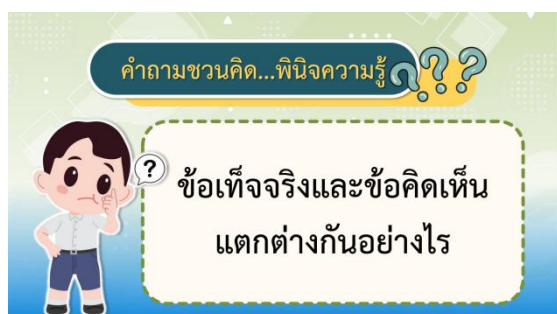 คำถามชวนคิด...พินิจความรู้ ???
?
ข้อเท็จจริงและข้อคิดเห็น
แตกต่างกันอย่างไร